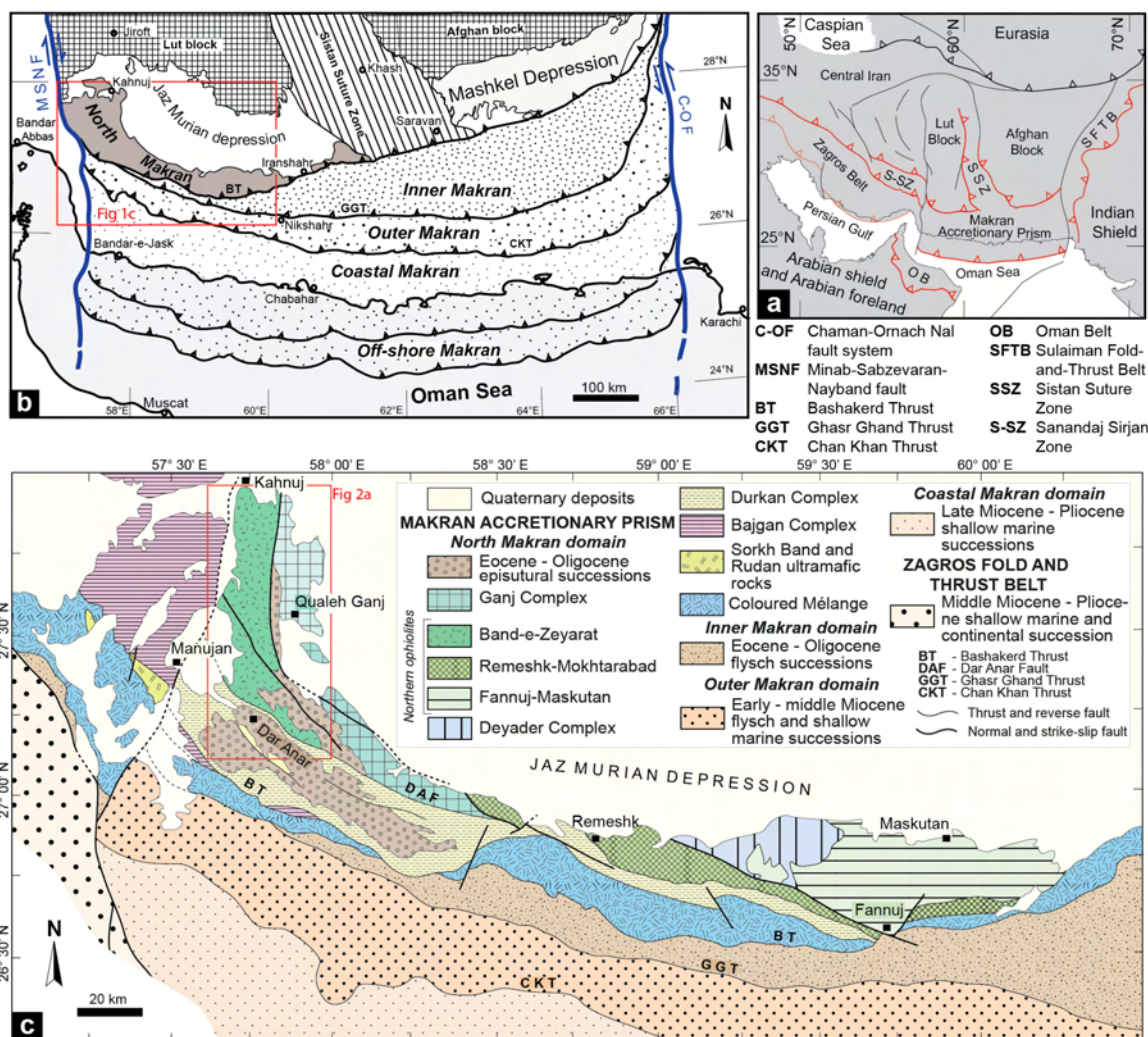 Jiroft
Lut block
Afghan block
Kahnuj
MSNF
Jaz Murian depression
Sistan Suture Zone
Khash
Mashkel Depression
28°N
C-OF
N
Saravan
Bandar
Abbas
North
Makran
Iranshahr
BT
Inner Makran
Fig 1c
GGT
Nikshahr
26°N
Outer Makran
CKT
Bandar-e-Jask
Coastal Makran
Chabahar
Karachi
Off-shore Makran
24°N
Oman Sea
100 km
b
Muscat
58°E
60°E
62°E
64°E
66°E
Caspian
Sea
50°N
60°N
70°N
Eurasia
35°N
Central Iran
Lut
Block
Afghan
Block
SFTB
Zagros Belt
S-SZ
SSZ
Persian Gulf
Makran
Accretionary Prism
Indian
Shield
25°N
Oman Sea
OB
Arabian shield
and Arabian foreland
a
C-OF Chaman-Ornach Nal
fault system
MSNF Minab-Sabzevaran-
Nayband fault
BT Bashakerd Thrust
GGT Ghasr Ghand Thrust
CKT Chan Khan Thrust
OB Oman Belt
SFTB Sulaiman Fold-
and-Thrust Belt
SSZ Sistan Suture
Zone
S-SZ Sanandaj Sirjan
Zone
57° 50' E
58° 00' E
58° 50' E
59° 00' E
59° 50' E
60° 00' E
Kahnuj
Fig 2a
Qualeh Ganj
27° 30' N
Manujan
Dar Anar
27° 00' N
BT
DAF
JAZ MURIAN DEPRESSION
Remeshk
Maskutan
Fannuj
BT
GGT
CKT
26° 30' N
N
20 km
c
Quaternary deposits
MAKRAN ACCRETIONARY PRISM
North Makran domain
Eocene - Oligocene
episutural successions
Ganj Complex
Northern ophiolites
Band-e-Zeyarat
Remeshk-Mokhtarabad
Fannuj-Maskutan
Deyader Complex
Durkan Complex
Bajgan Complex
Sorkh Band and
Rudan ultramafic
rocks
Coloured Mélange
Inner Makran domain
Eocene - Oligocene
flysch successions
Outer Makran domain
Early - middle Miocene
flysch and shallow
marine successions
Coastal Makran domain
Late Miocene - Pliocene
shallow marine
successions
ZAGROS FOLD AND
THRUST BELT
Middle Miocene - Plioce-
ne shallow marine and
continental succession
BT - Bashakerd Thrust
DAF - Dar Anar Fault
GGT - Ghasr Ghand Thrust
CKT - Chan Khan Thrust
Thrust and reverse fault
Normal and strike-slip fault